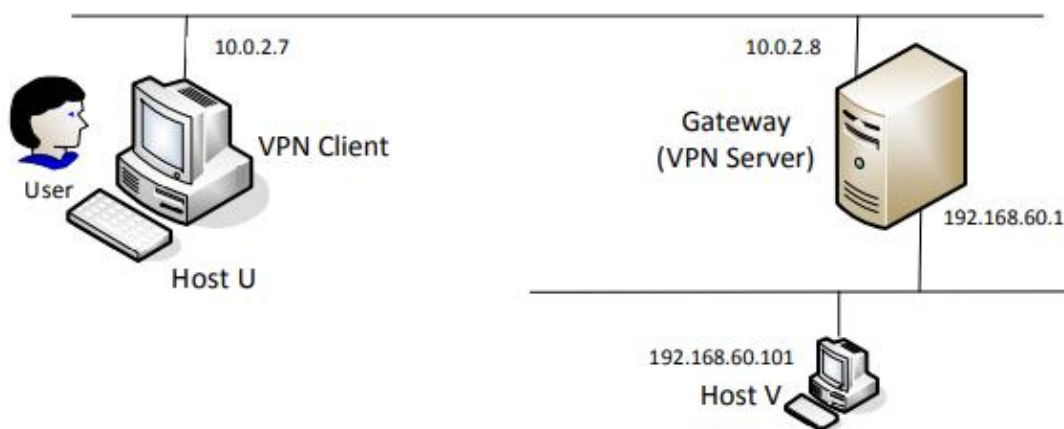 10.0.2.7
10.0.2.8
VPN Client
User
Host U
Gateway
(VPN Server)
192.168.60.1
192.168.60.101
Host V